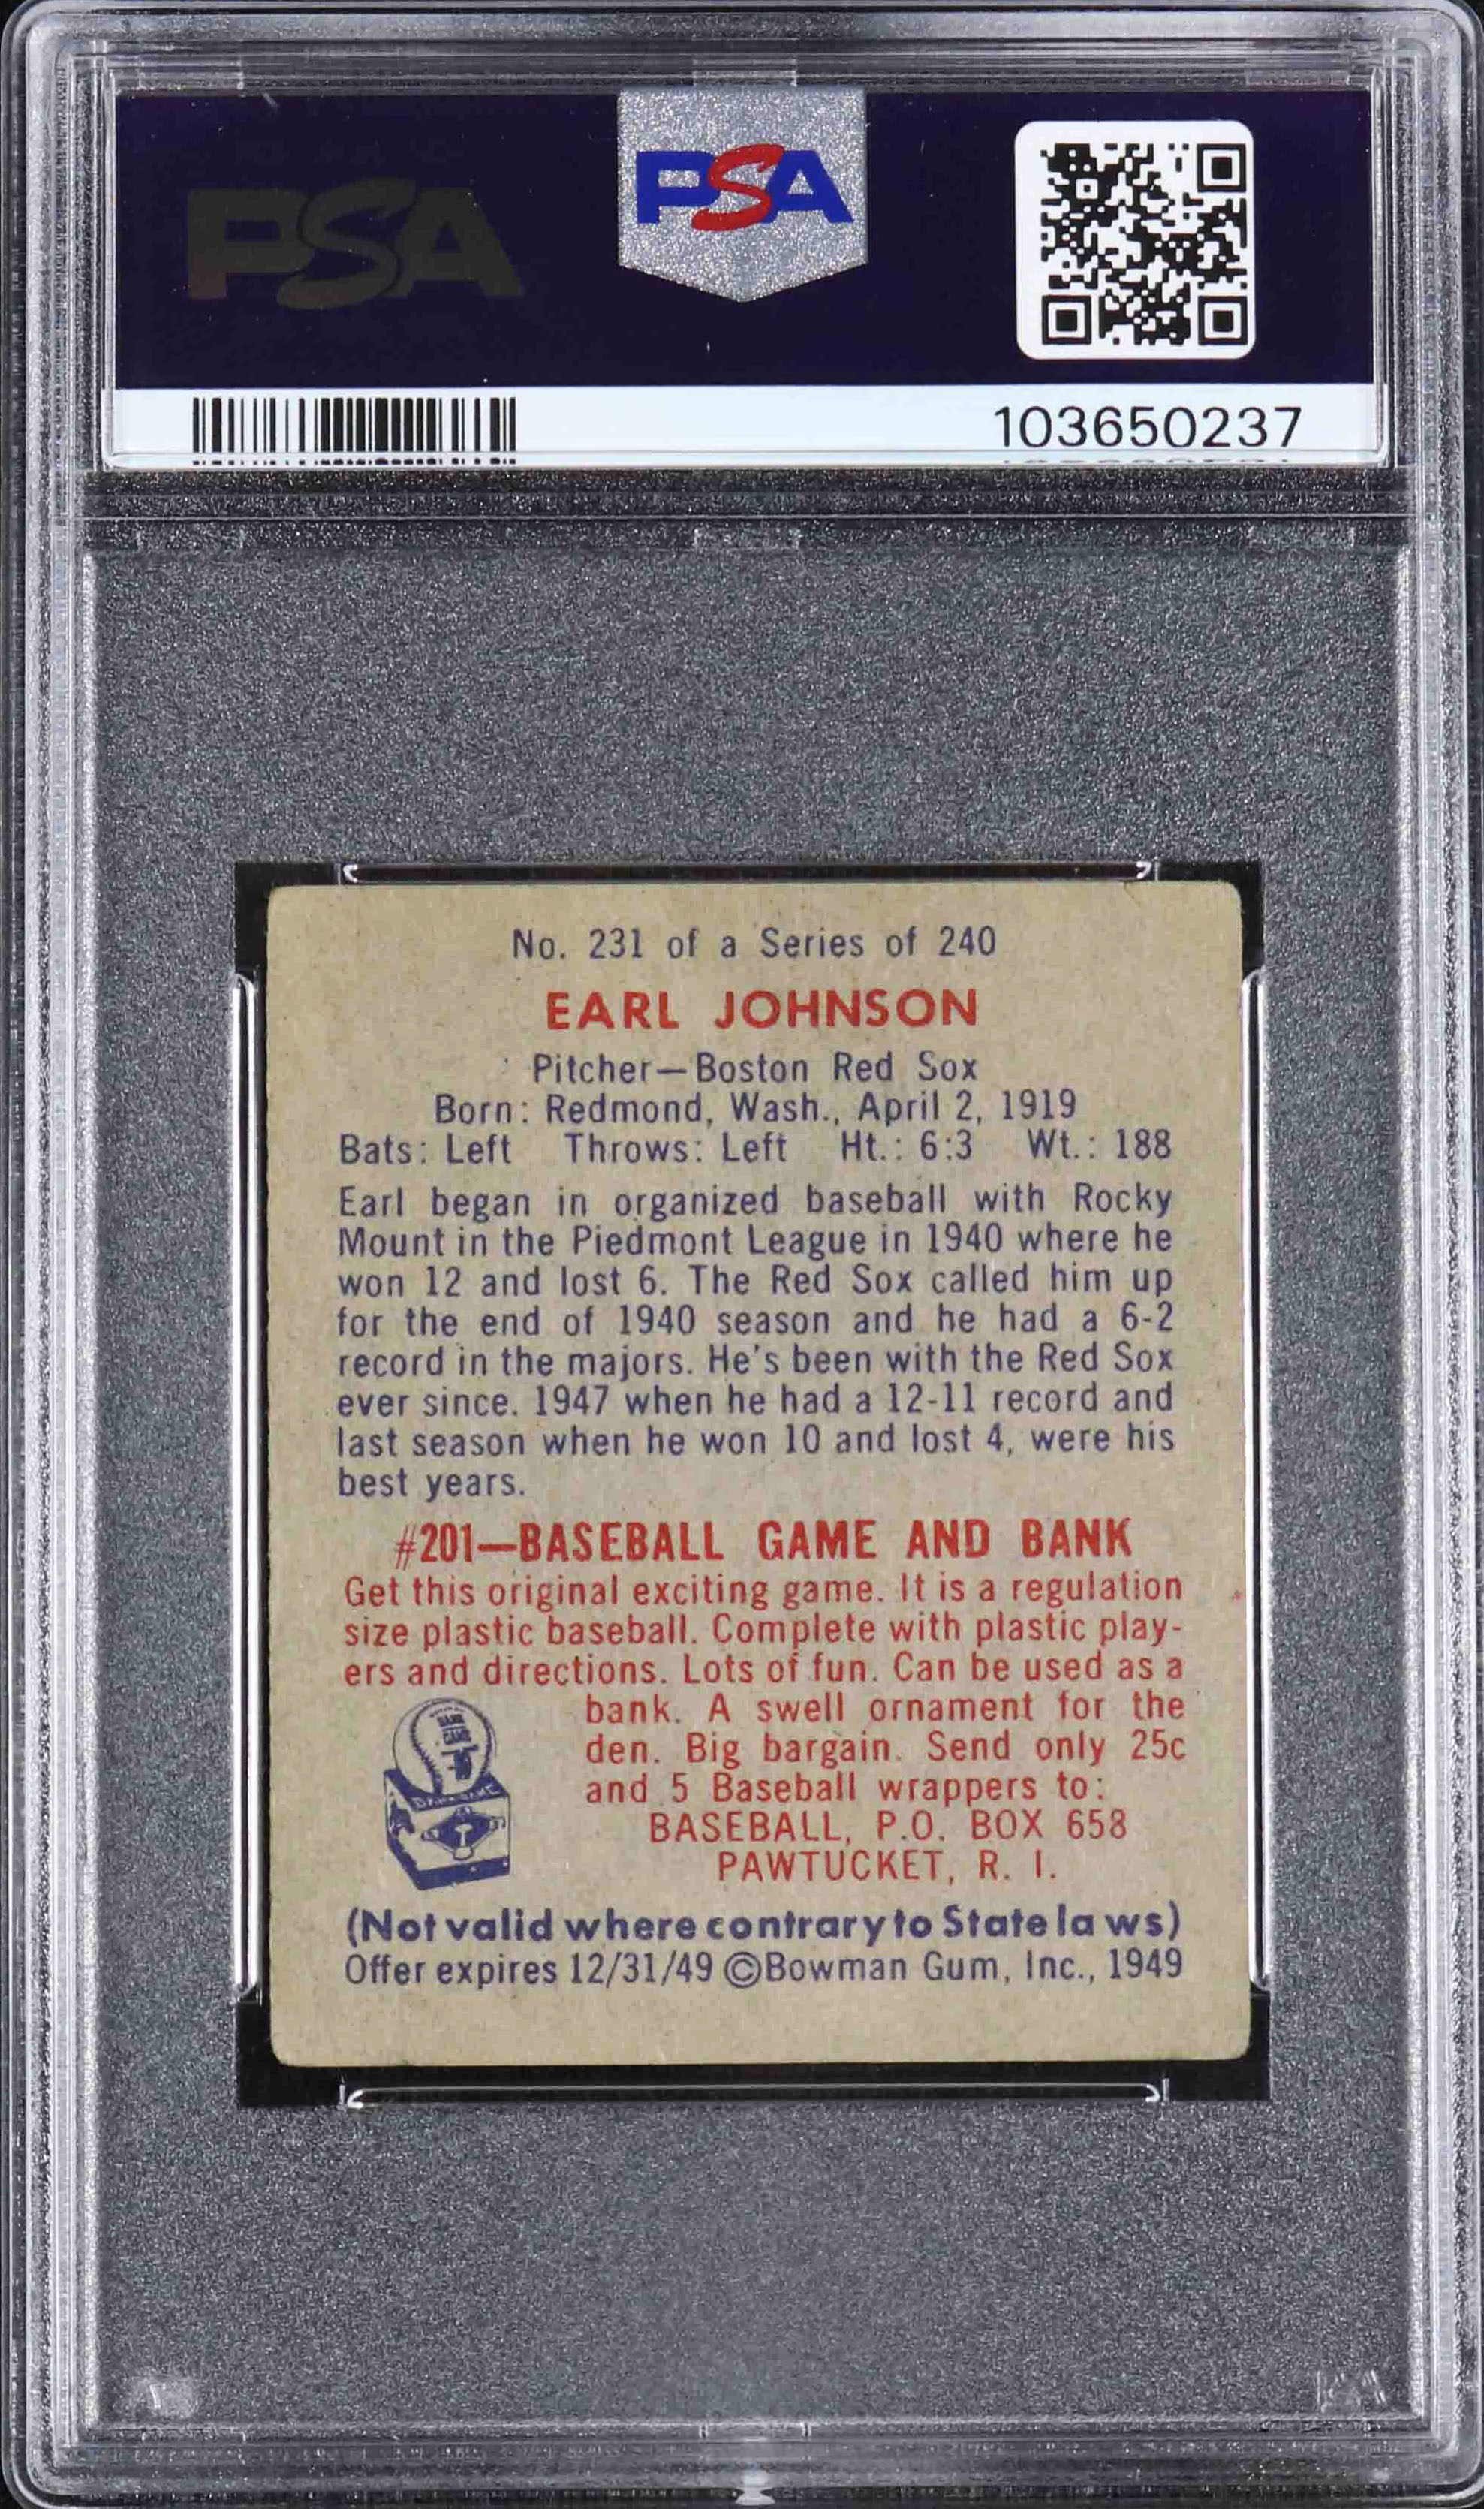 PSA
PSA
103650237
No. 231 of a Series of 240
EARL JOHNSON
Pitcher—Boston Red Sox
Born: Redmond, Wash., April 2, 1919
Bats: Left Throws: Left Ht.: 6:3 Wt.: 188
Earl began in organized baseball with Rocky
Mount in the Piedmont League in 1940 where he
won 12 and lost 6. The Red Sox called him up
for the end of 1940 season and he had a 6-2
record in the majors. He's been with the Red Sox
ever since. 1947 when he had a 12-11 record and
last season when he won 10 and lost 4, were his
best years.
#201—BASEBALL GAME AND BANK
Get this original exciting game. It is a regulation
size plastic baseball. Complete with plastic play-
ers and directions. Lots of fun. Can be used as a
bank. A swell ornament for the
den. Big bargain. Send only 25c
and 5 Baseball wrappers to:
BASEBALL, P.O. BOX 658
PAWTUCKET, R. I.
(Not valid where contrary to State laws)
Offer expires 12/31/49 ©Bowman Gum, Inc., 1949